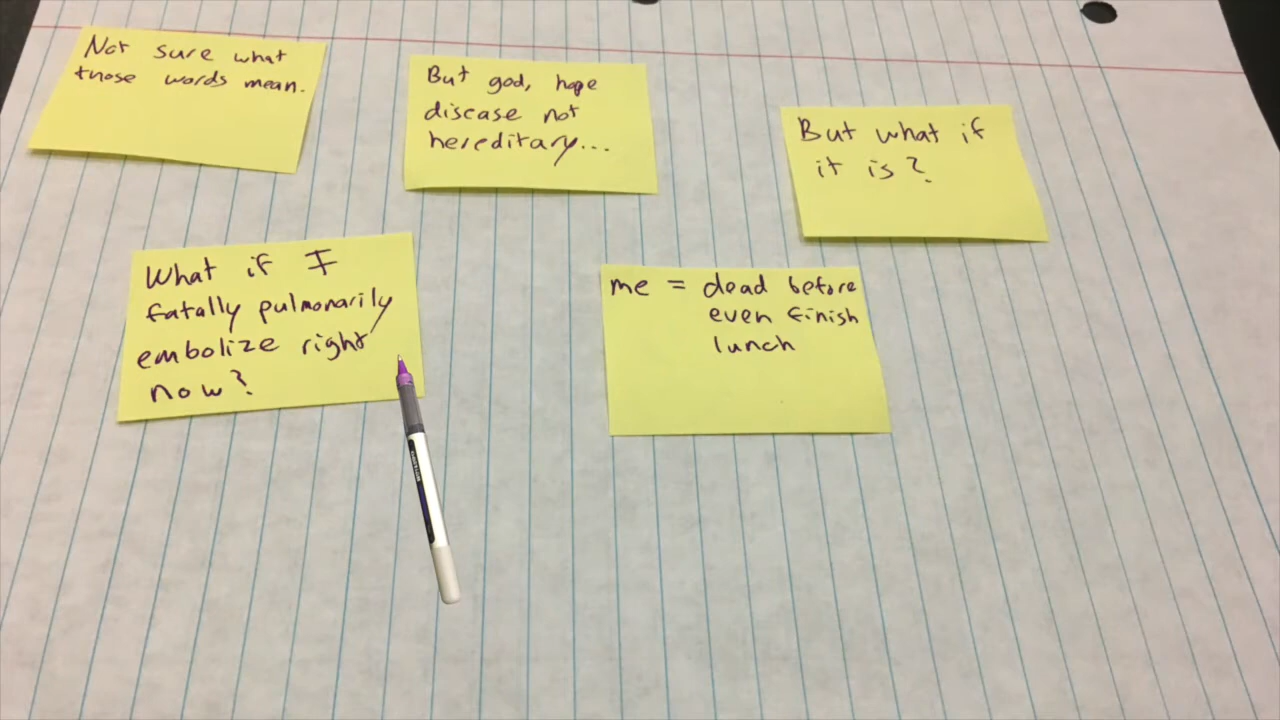 Not sure what
those words mean.
But god, hope
disease not
hereditary...
But what if
it is?
What if I
fatally pulmonarily
embolize right
now?
me = dead before
even finish
lunch